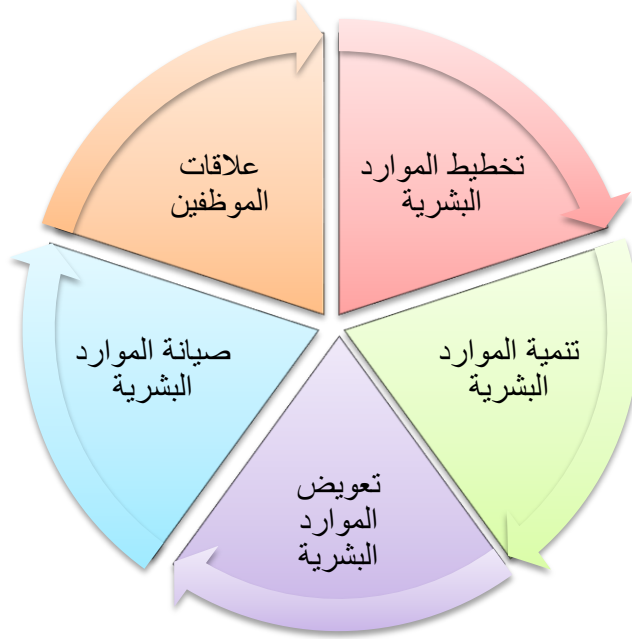 تخطيط الموارد
البشرية
تنمية الموارد
البشرية
تعويض
الموارد
البشرية
صيانة الموارد
البشرية
علاقات
الموظفين